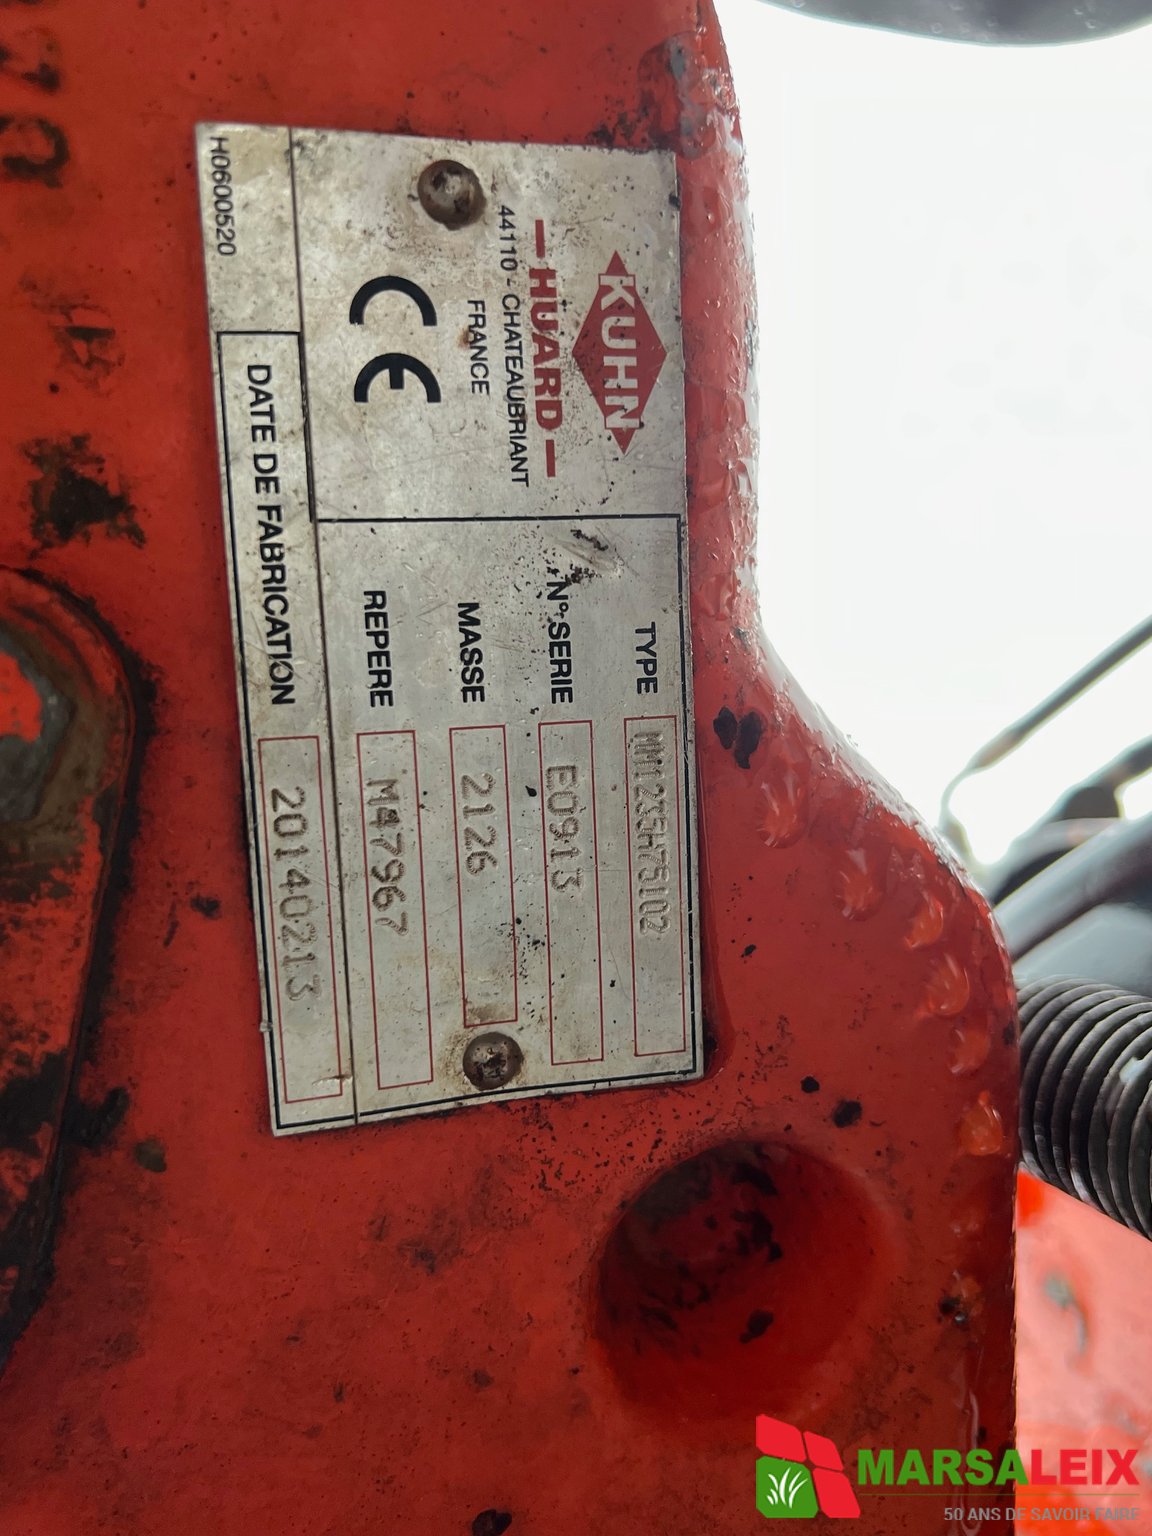 KUHN
HUARD
44110 - CHATEAUBRIANT
FRANCE
CE
H0600520
TYPE MM1235H75102
N° SERIE E0913
MASSE 2126
REPERE M47967
DATE DE FABRICATION 20140213
MARSALEIX
50 ANS DE SAVOIR FAIRE